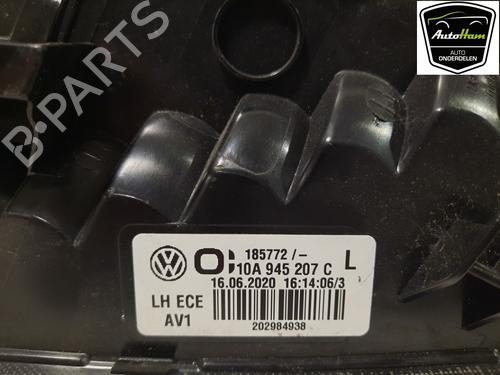 AutoHam
AUTO
ONDERDELEN
B-PARTS
185772 / -
10A 945 207 C L
16.06.2020 16:14:06/3
LH ECE
AV1
202984938